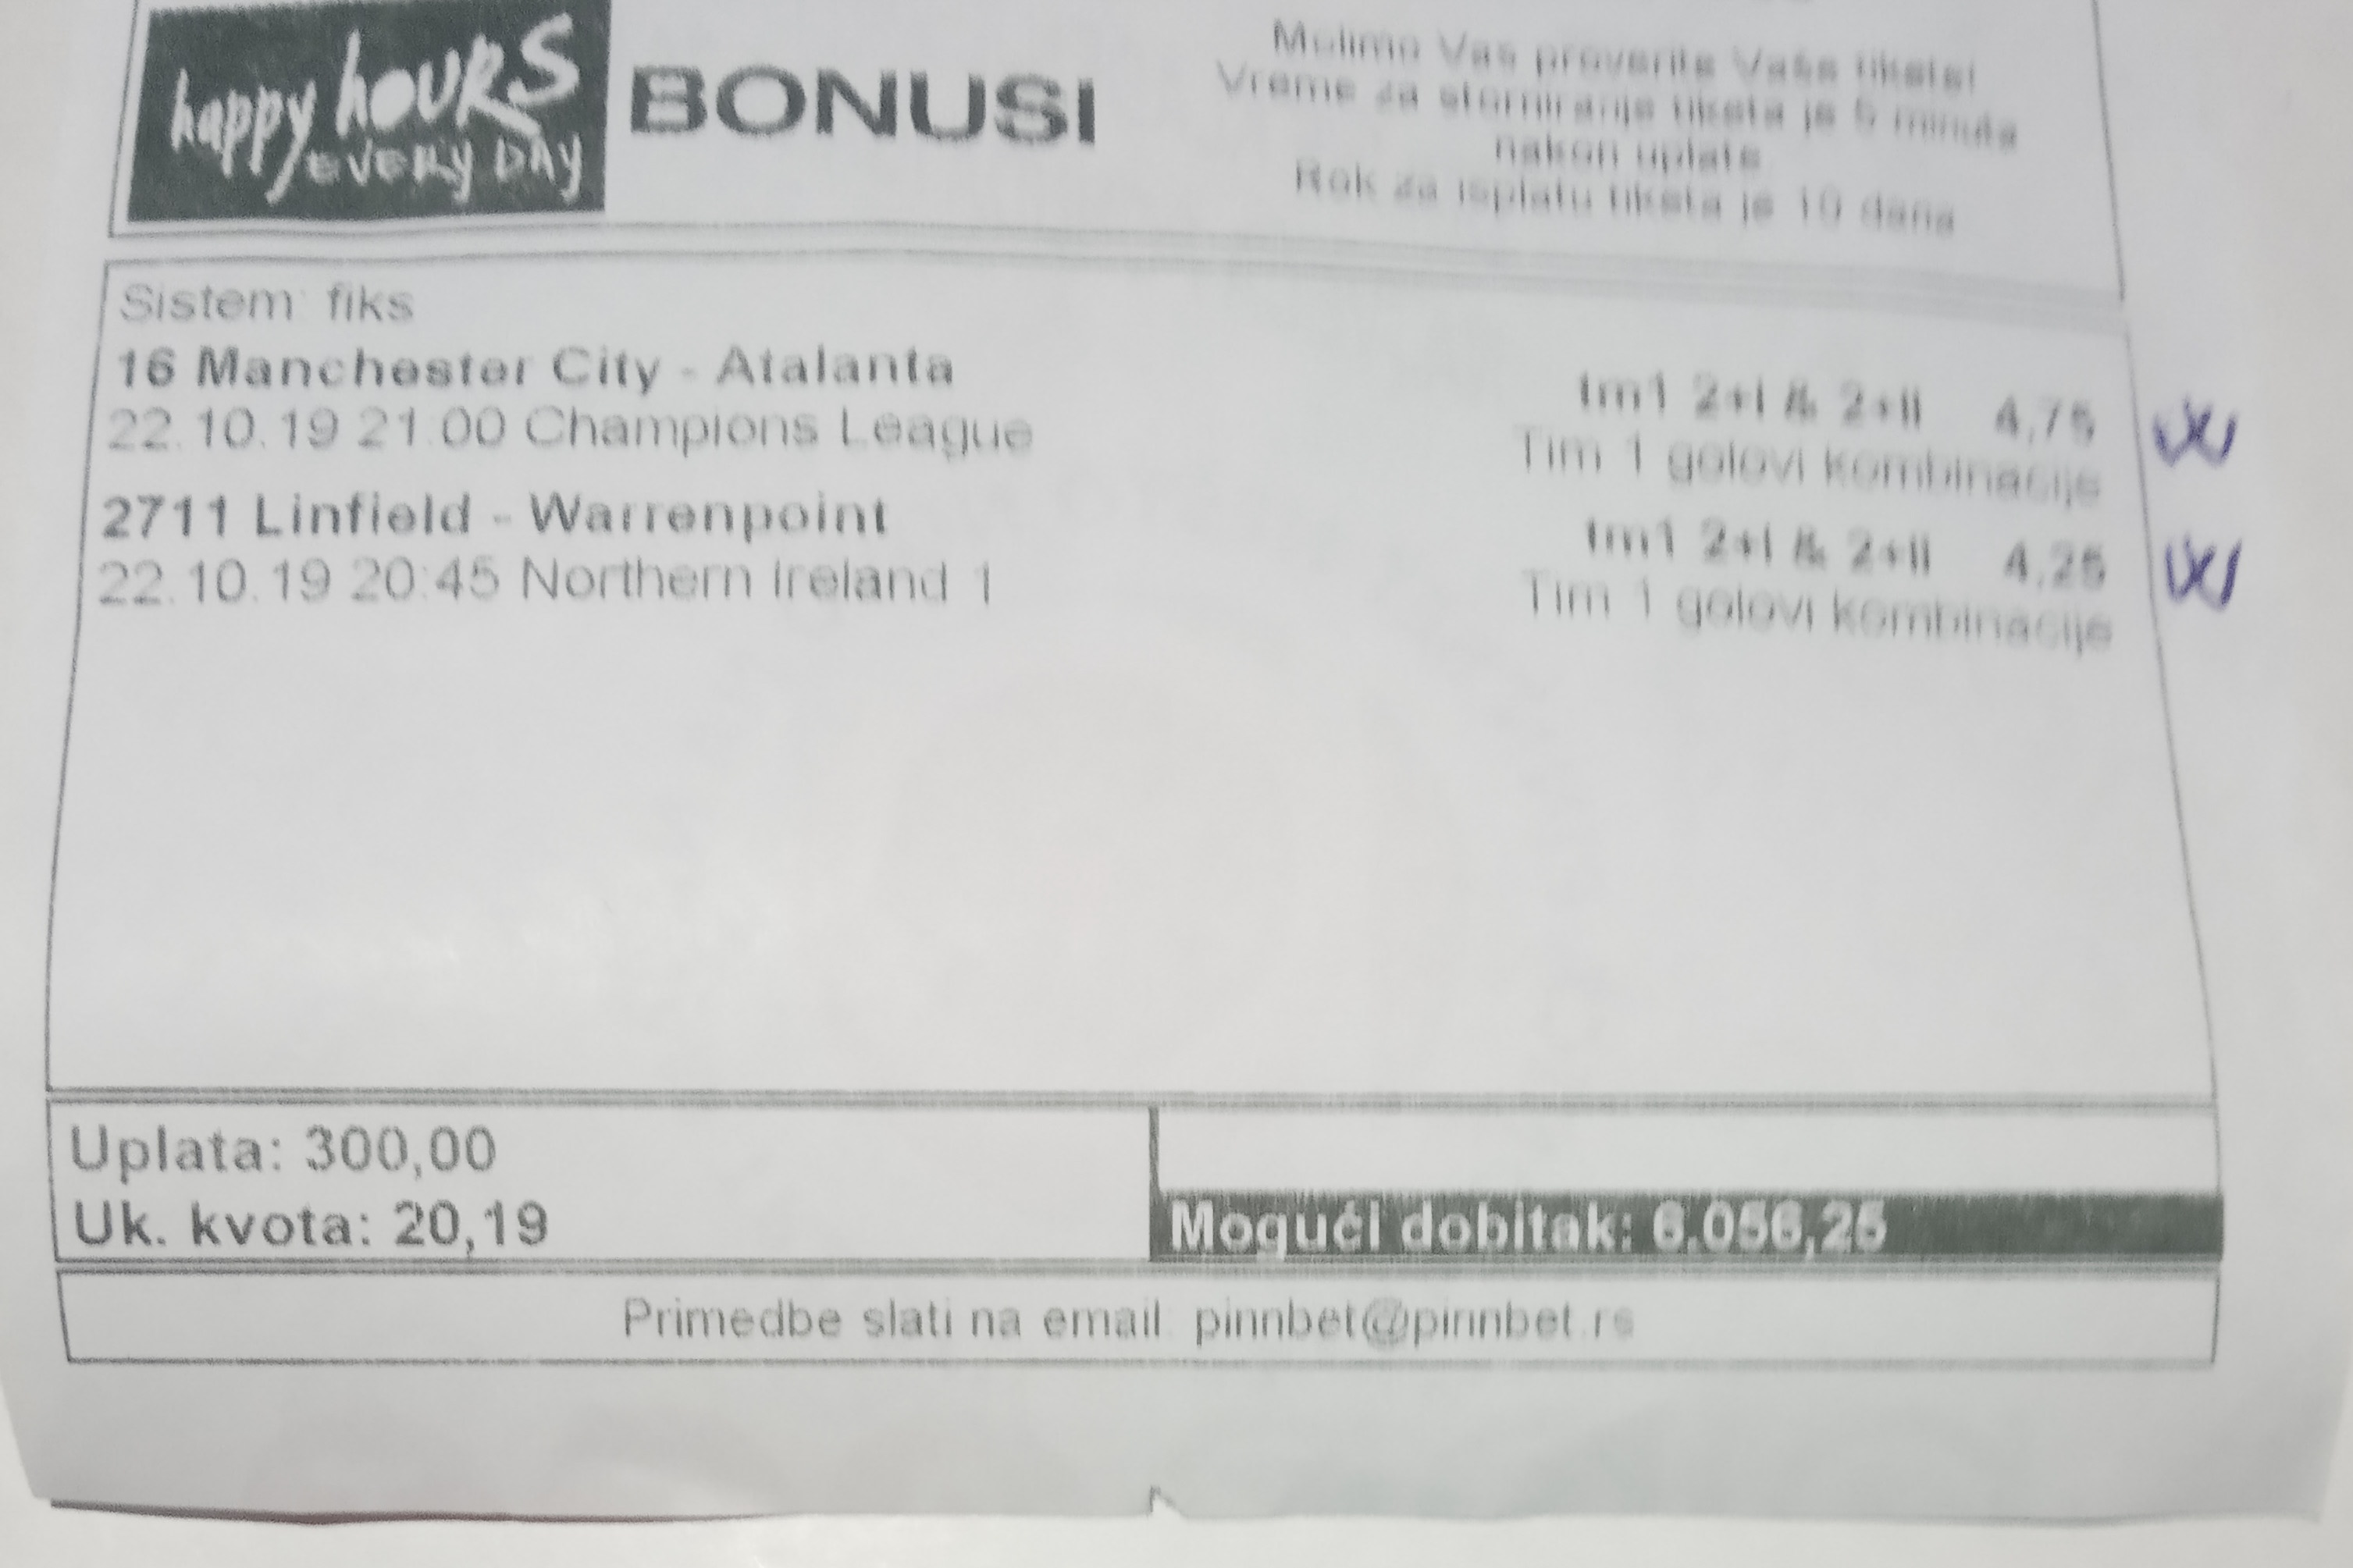 happy hours
every day
BONUSI
Molimo Vas proverite Vaše tikete!
Vreme za storniranje tiketa je 5 minuta
nakon uplate
Rok za isplatu tiketa je 10 dana
Sistem: fiks
16 Manchester City - Atalanta
tm1 2+I & 2+II 4,75
22.10.19 21:00 Champions League
Tim 1 golovi kombinacije
2711 Linfield - Warrenpoint
tm1 2+I & 2+II 4,25
22.10.19 20:45 Northern Ireland 1
Tim 1 golovi kombinacije
Uplata: 300,00
Uk. kvota: 20,19
Mogući dobitak: 6.056,25
Primedbe slati na email: pinnbet@pinnbet.rs